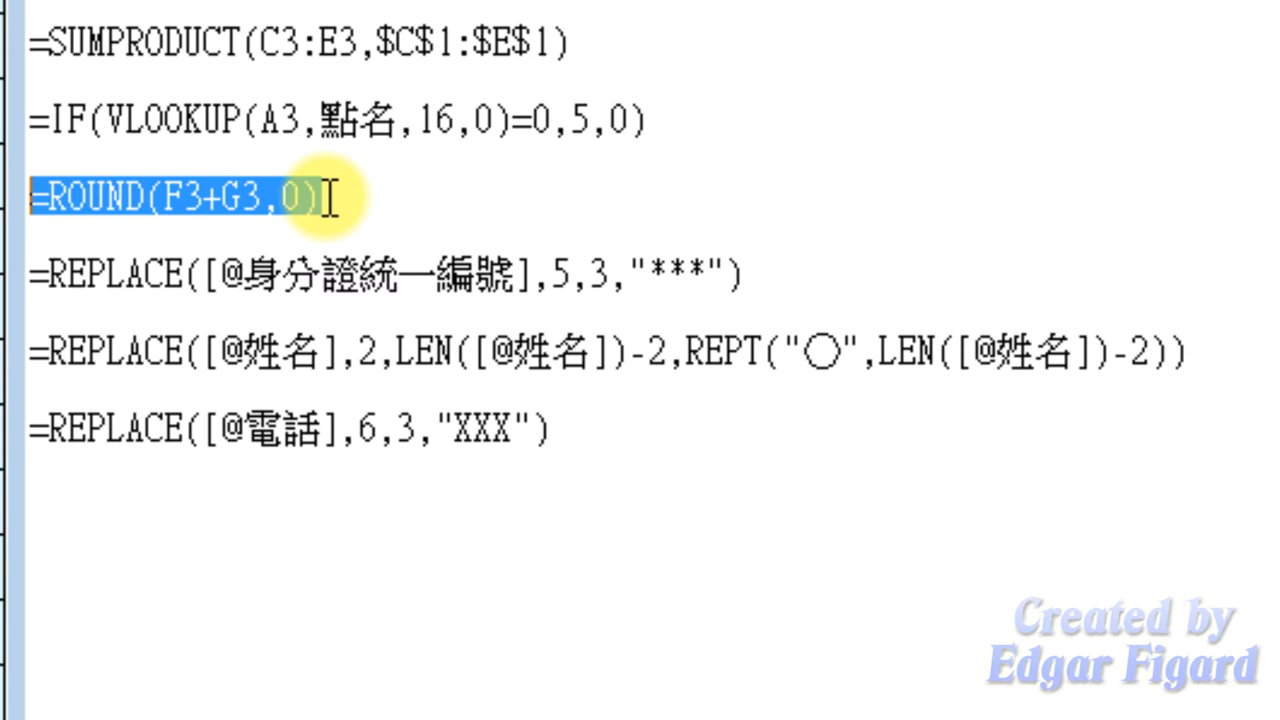 =SUMPRODUCT(C3:E3,$C$1:$E$1)
=IF(VLOOKUP(A3,點名,16,0)=0,5,0)
=ROUND(F3+G3,0)
=REPLACE([@身分證統一編號],5,3,"***")
=REPLACE([@姓名],2,LEN([@姓名])-2,REPT("○",LEN([@姓名])-2))
=REPLACE([@電話],6,3,"XXX")
Created by
Edgar Figard